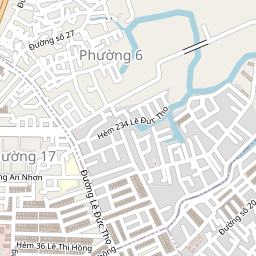 Đường số 27
Phường 6
Hẻm 234 Lê Đức Thọ
ường 17
g An Nhơn
Đường Lê Đức Thọ
Đường số 20
Hẻm 36 Lê Thị Hồng